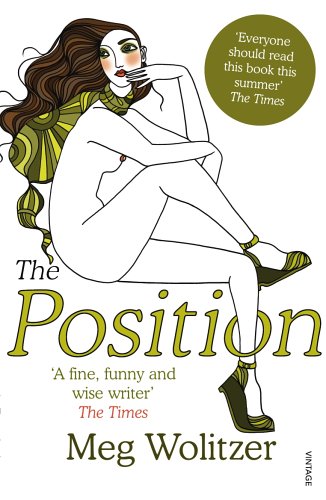 ‘Everyone
should read
this book this
summer’
The Times
The
Position
‘A fine, funny and
wise writer’
The Times
Meg Wolitzer
VINTAGE